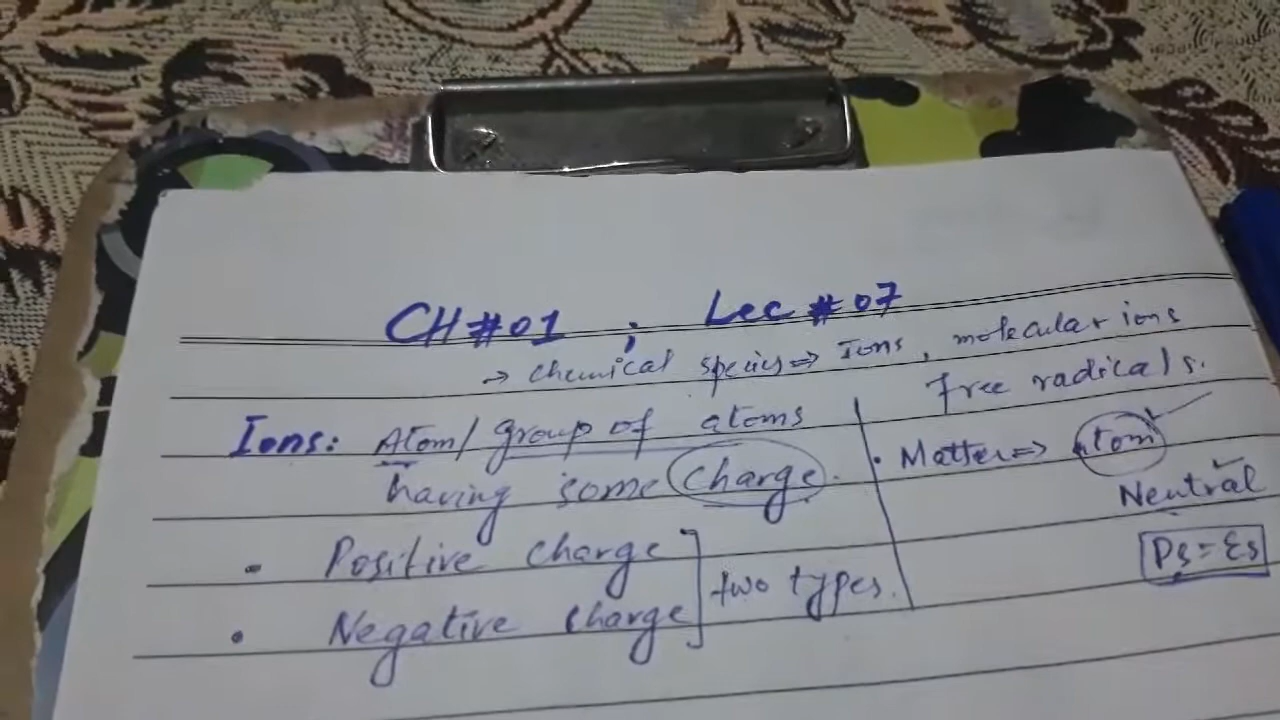 CH#01 ; Lec #07
→ chemical species ⇒ Ions, molecular ions
Free radicals.
Ions: Atom/group of atoms
having some charge.
- Positive charge
• Negative charge
two types.
• Matter ⇒ Atom
Neutral
Ps = Es